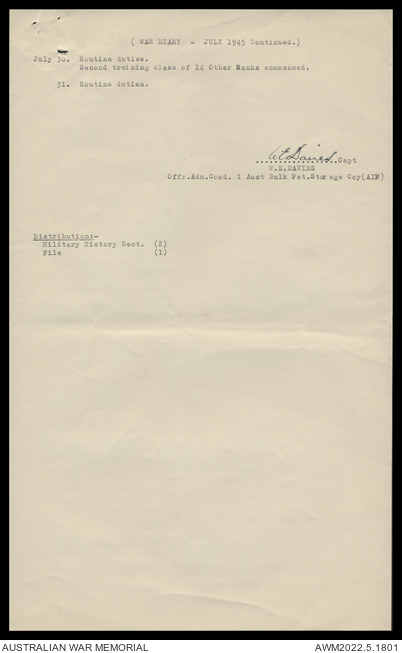 ( WAR DIARY - JULY 1945 Continued.)
July 30. Routine duties.
Second training class of 14 Other Ranks commenced.
31. Routine duties.
W E Davies Capt
W.E.DAVIES
Offr.Adm.Comd. 1 Aust Bulk Pet.Storage Coy(AIF)
Distribution:-
Military History Sect. (2)
File (1)
AUSTRALIAN WAR MEMORIAL
AWM2022.5.1801